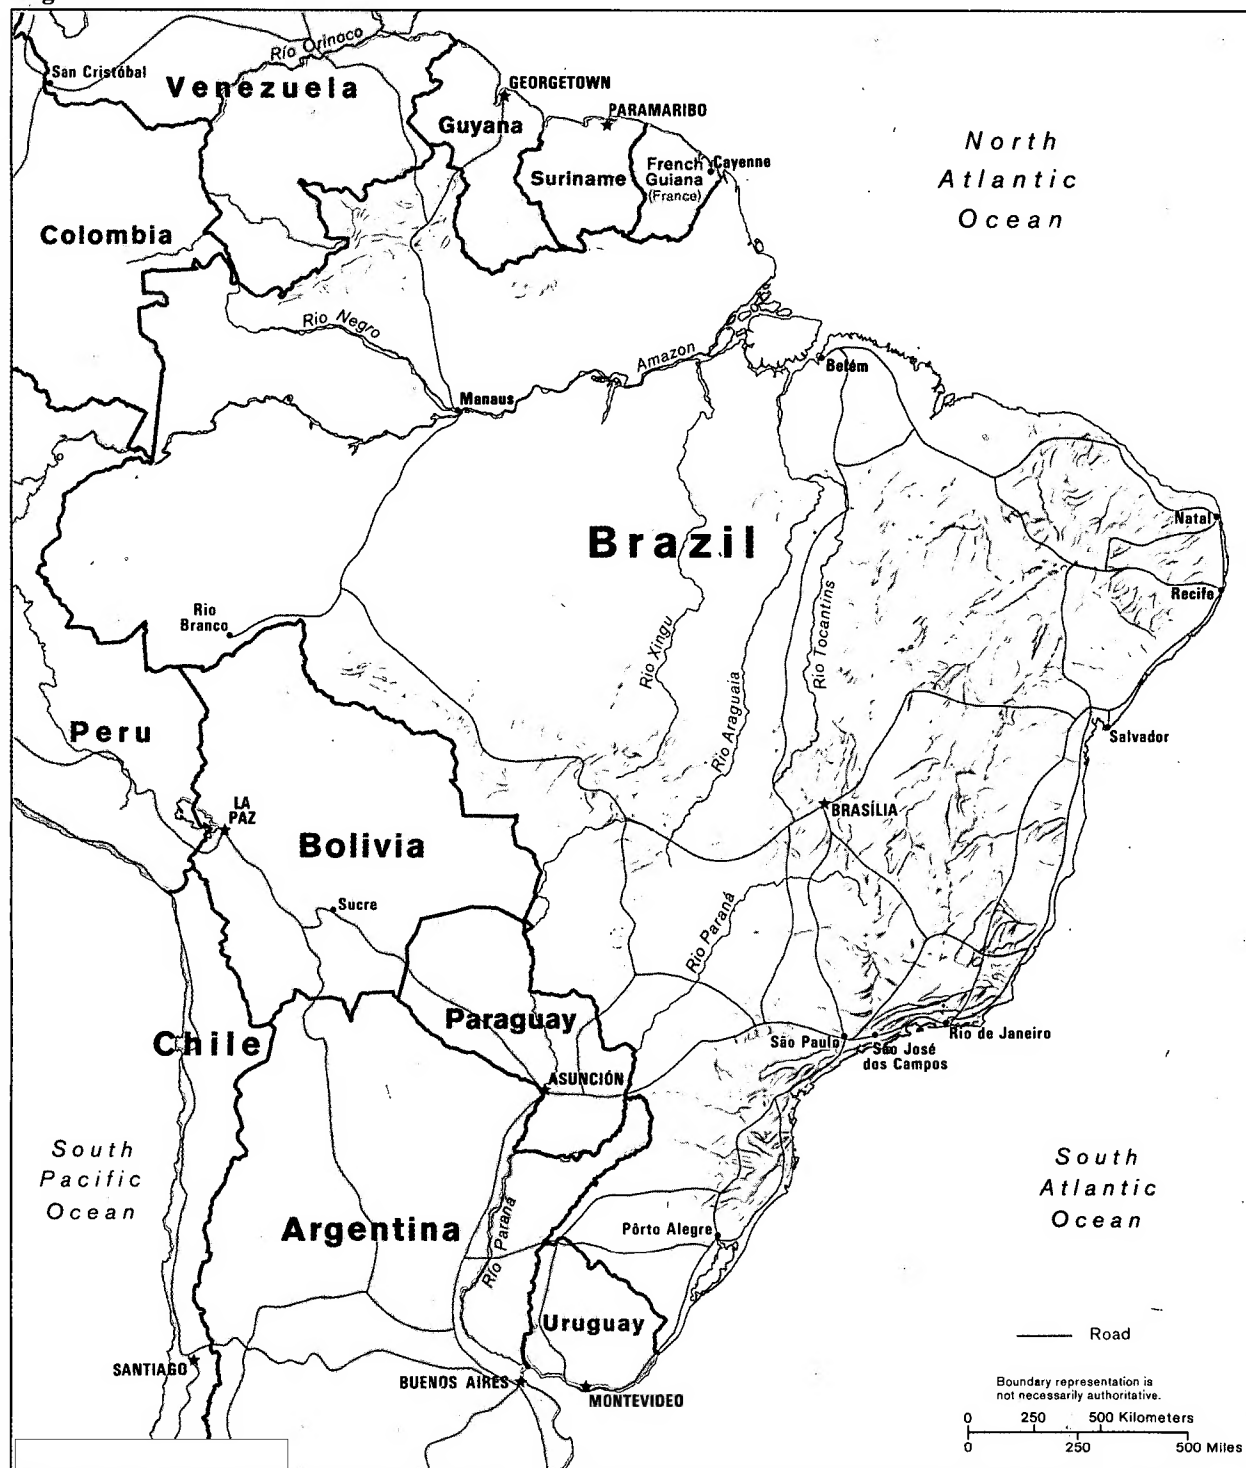 Río Orinoco
San Cristóbal
Venezuela
GEORGETOWN
PARAMARIBO
Guyana
Suriname
French
Guiana
(France)
Cayenne
North
Atlantic
Ocean
Colombia
Rio Negro
Amazon
Belém
Manaus
Brazil
Natal
Recife
Rio
Branco
Rio Xingu
Rio Araguaia
Rio Tocantins
Peru
Salvador
LA
PAZ
BRASÍLIA
Bolivia
Sucre
Rio Paraná
Paraguay
Chile
São Paulo
São José
dos Campos
Rio de Janeiro
ASUNCIÓN
South
Pacific
Ocean
South
Atlantic
Ocean
Argentina
Río Paraná
Pôrto Alegre
Uruguay
Road
SANTIAGO
BUENOS AIRES
MONTEVIDEO
Boundary representation is
not necessarily authoritative.
0 250 500 Kilometers
0 250 500 Miles